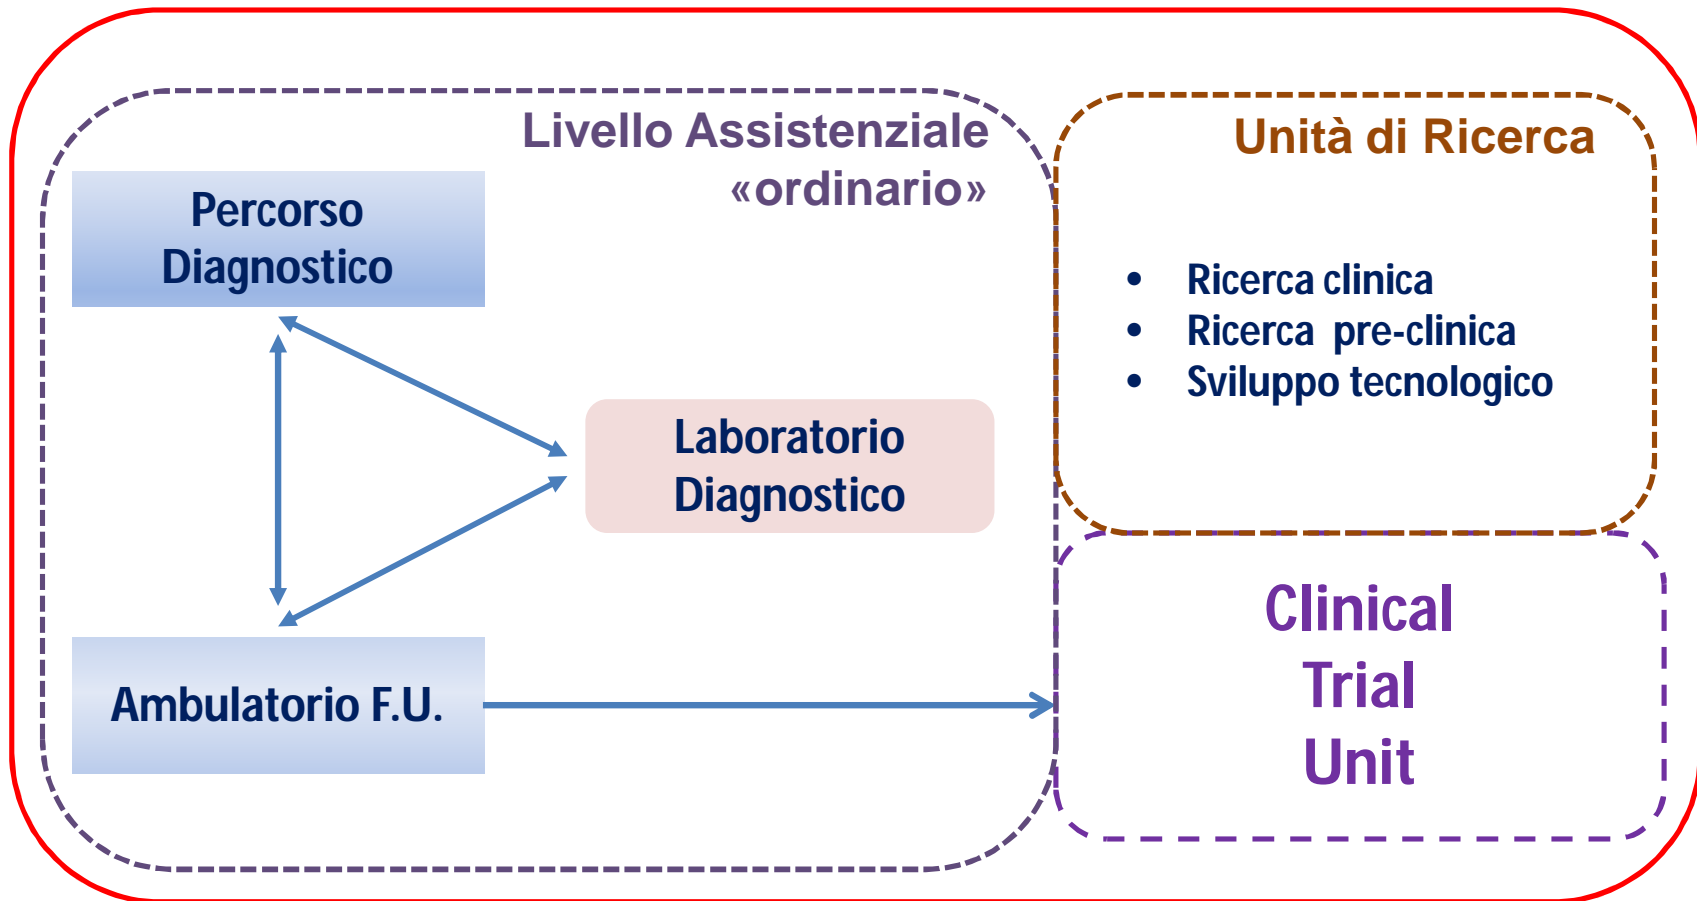 Livello Assistenziale
«ordinario»
Percorso
Diagnostico
Laboratorio
Diagnostico
Ambulatorio F.U.
Unità di Ricerca
• Ricerca clinica
• Ricerca pre-clinica
• Sviluppo tecnologico
Clinical
Trial
Unit